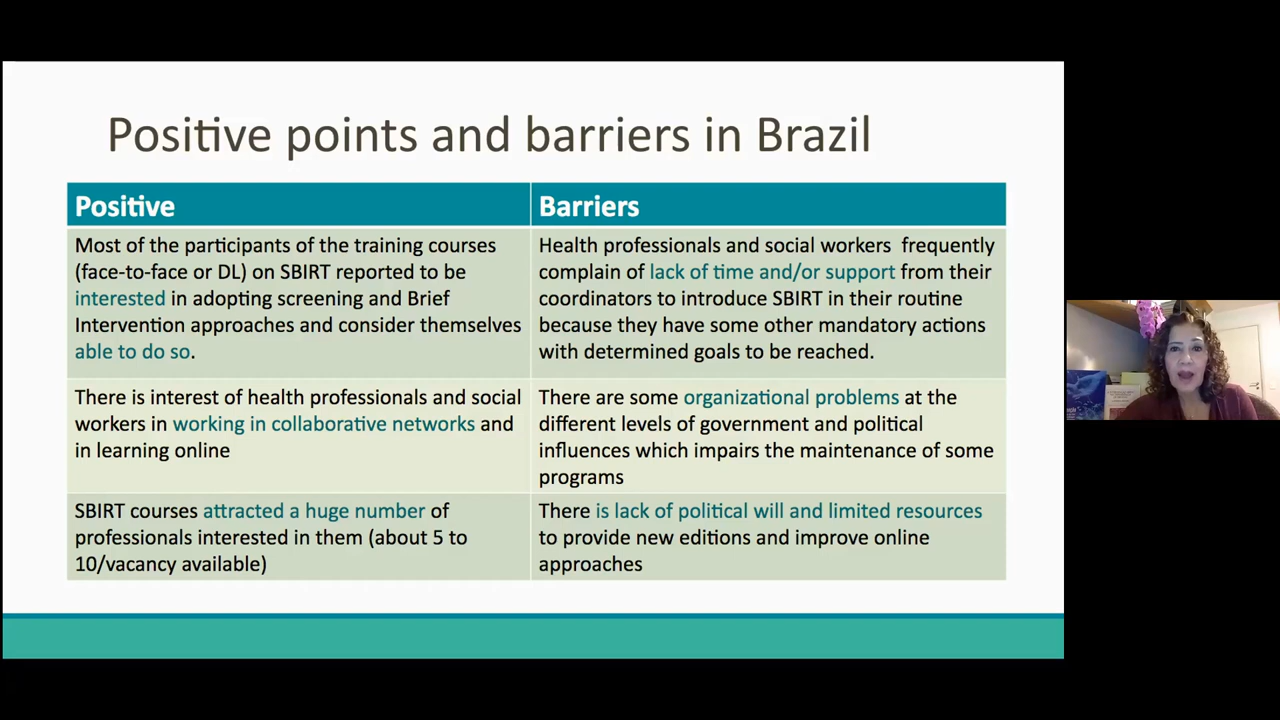 Positive points and barriers in Brazil
Positive
Barriers
Most of the participants of the training courses
(face-to-face or DL) on SBIRT reported to be
interested in adopting screening and Brief
Intervention approaches and consider themselves
able to do so.
Health professionals and social workers frequently
complain of lack of time and/or support from their
coordinators to introduce SBIRT in their routine
because they have some other mandatory actions
with determined goals to be reached.
There is interest of health professionals and social
workers in working in collaborative networks and
in learning online
There are some organizational problems at the
different levels of government and political
influences which impairs the maintenance of some
programs
SBIRT courses attracted a huge number of
professionals interested in them (about 5 to
10/vacancy available)
There is lack of political will and limited resources
to provide new editions and improve online
approaches